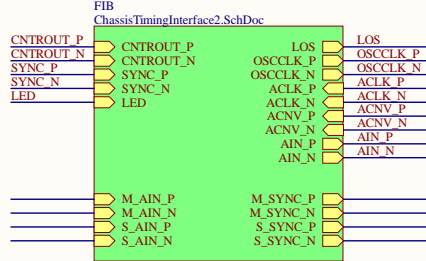 FIB
ChassisTimingInterface2.SchDoc
CNTROUT_P
CNTROUT_N
SYNC_P
SYNC_N
LED
CNTROUT_P
CNTROUT_N
SYNC_P
SYNC_N
LED
LOS
OSCCLK_P
OSCCLK_N
ACLK_P
ACLK_N
ACNV_P
ACNV_N
AIN_P
AIN_N
LOS
OSCCLK_P
OSCCLK_N
ACLK_P
ACLK_N
ACNV_P
ACNV_N
AIN_P
AIN_N
M_AIN_P
M_AIN_N
S_AIN_P
S_AIN_N
M_SYNC_P
M_SYNC_N
S_SYNC_P
S_SYNC_N